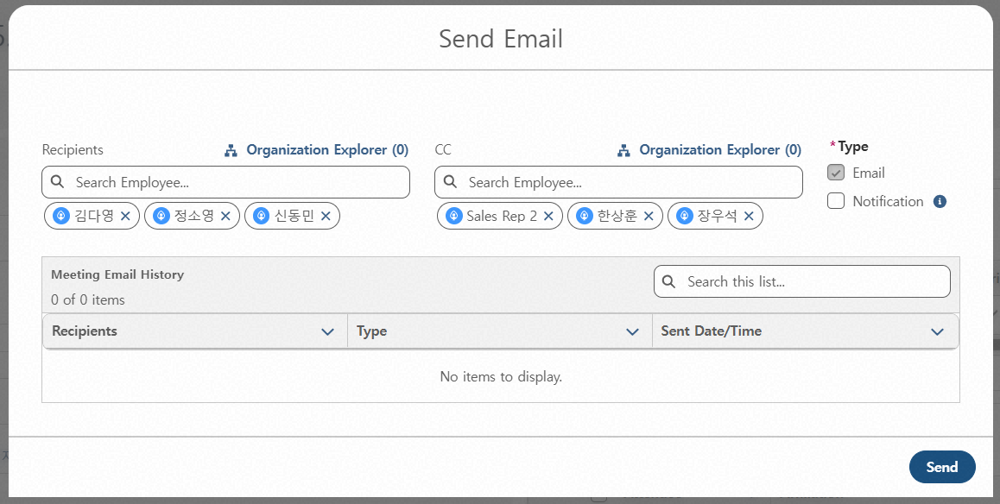 Send Email
Recipients
Organization Explorer (0)
CC
Organization Explorer (0)
*Type
Search Employee...
Search Employee...
Email
Notification
김다영
정소영
신동민
Sales Rep 2
한상훈
장우석
Meeting Email History
0 of 0 items
Search this list...
Recipients
Type
Sent Date/Time
No items to display.
Send